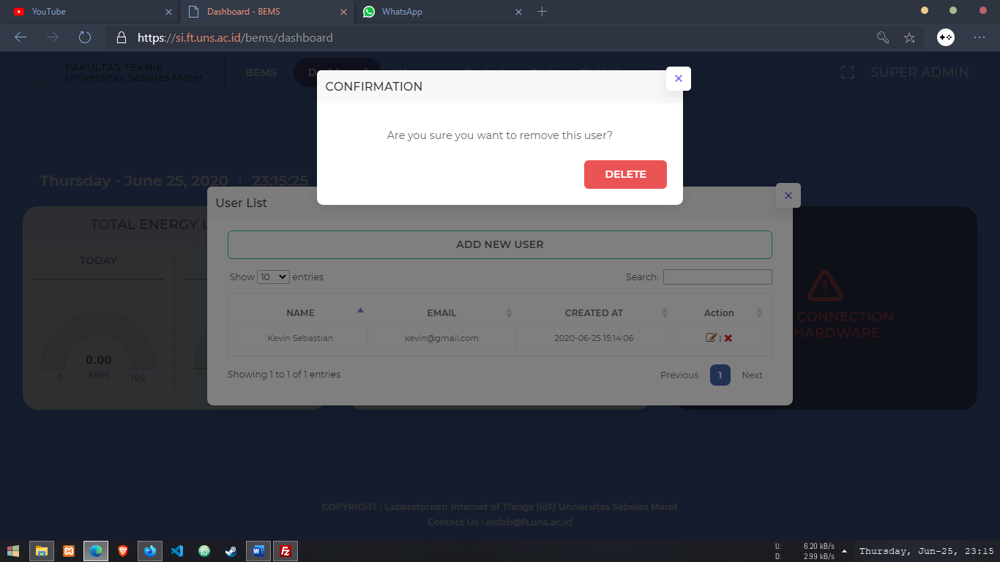 YouTube
Dashboard - BEMS
WhatsApp
https://si.ft.uns.ac.id/bems/dashboard
FAKULTAS TEKNIK
Universitas Sebelas Maret
BEMS
SUPER ADMIN
CONFIRMATION
Are you sure you want to remove this user?
DELETE
Thursday - June 25, 2020 | 23:15:25
User List
ADD NEW USER
Show 10 entries
Search:
NAME EMAIL CREATED AT Action
Kevin Sebastian kevin@gmail.com 2020-06-25 15:14:06 |
Showing 1 to 1 of 1 entries
Previous 1 Next
TOTAL ENERGY
TODAY
0.00
KWH
0 100
CONNECTION
HARDWARE
COPYRIGHT : Laboratorium Internet of Things (IoT) Universitas Sebelas Maret
Contact Us : iotlab@ft.uns.ac.id
U: 6.20 kB/s
D: 2.99 kB/s
Thursday, Jun-25, 23:15